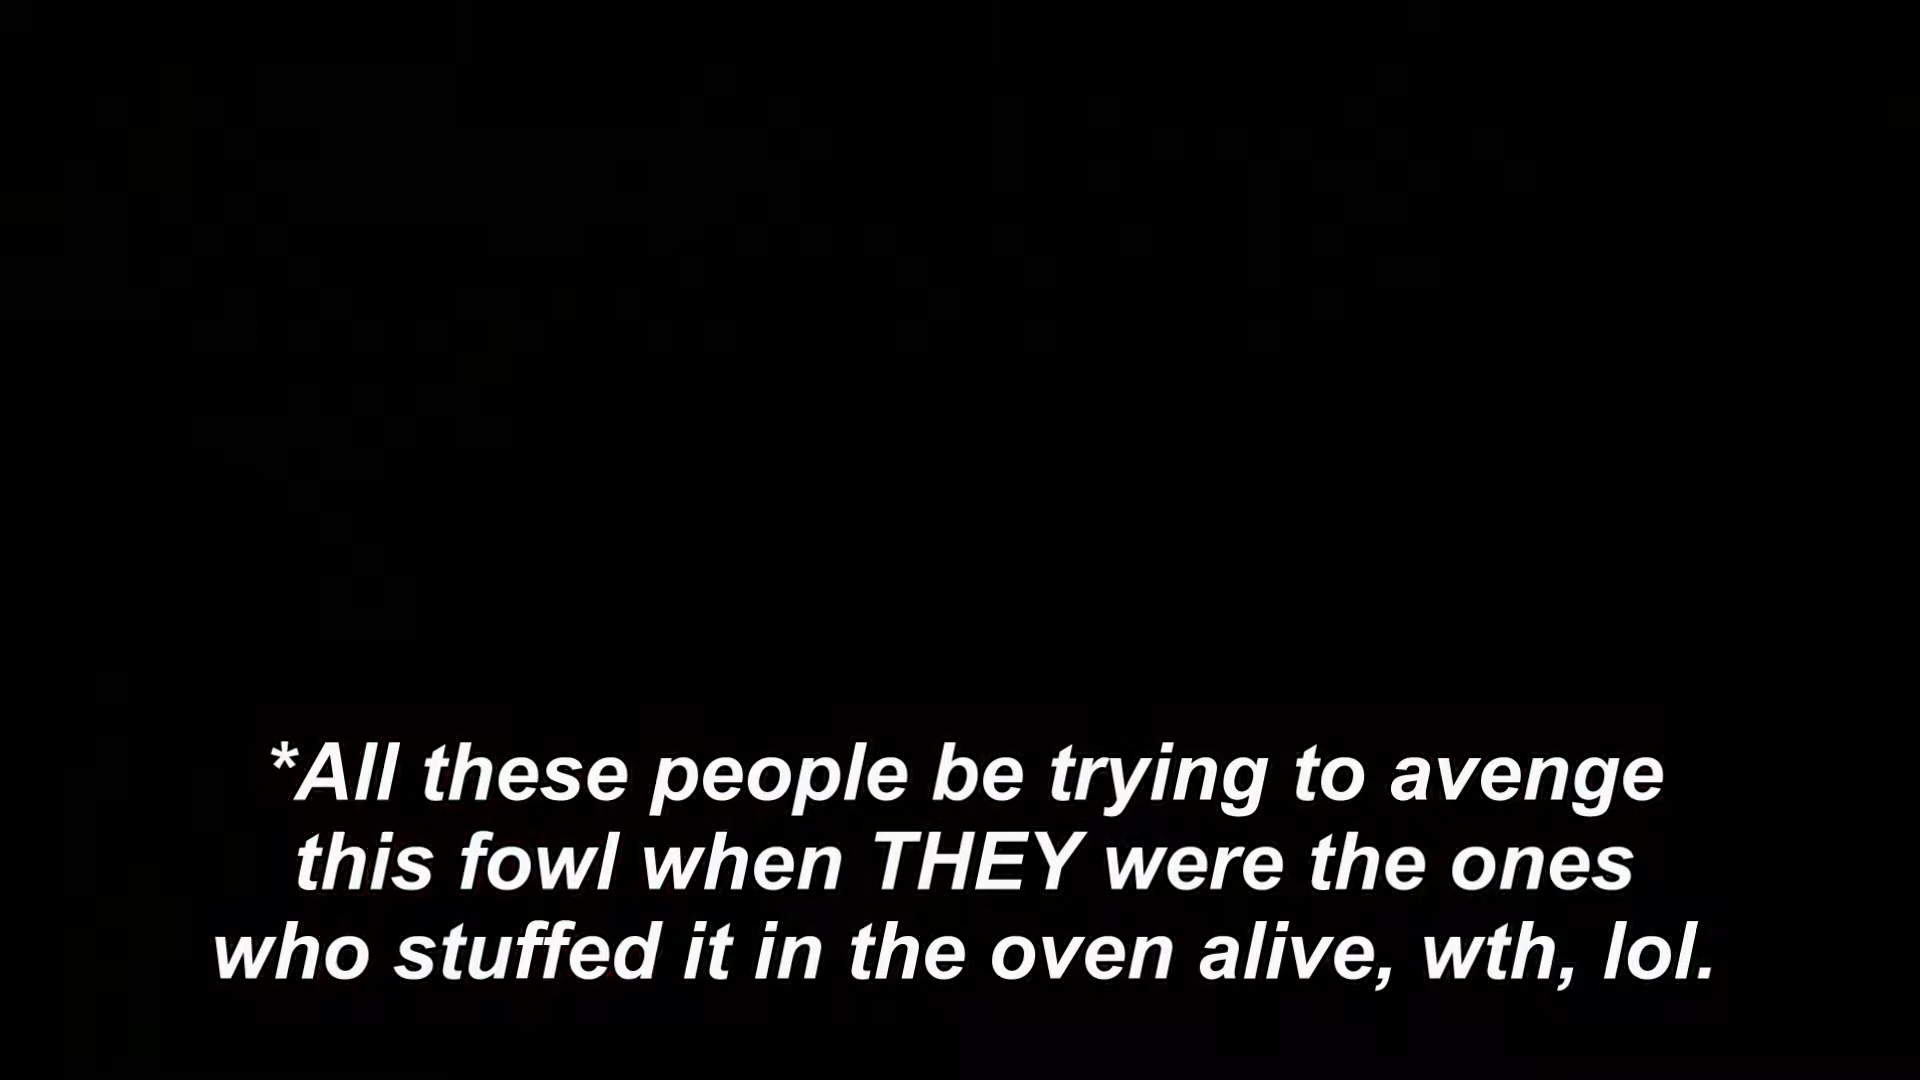 *All these people be trying to avenge
this fowl when THEY were the ones
who stuffed it in the oven alive, wth, lol.